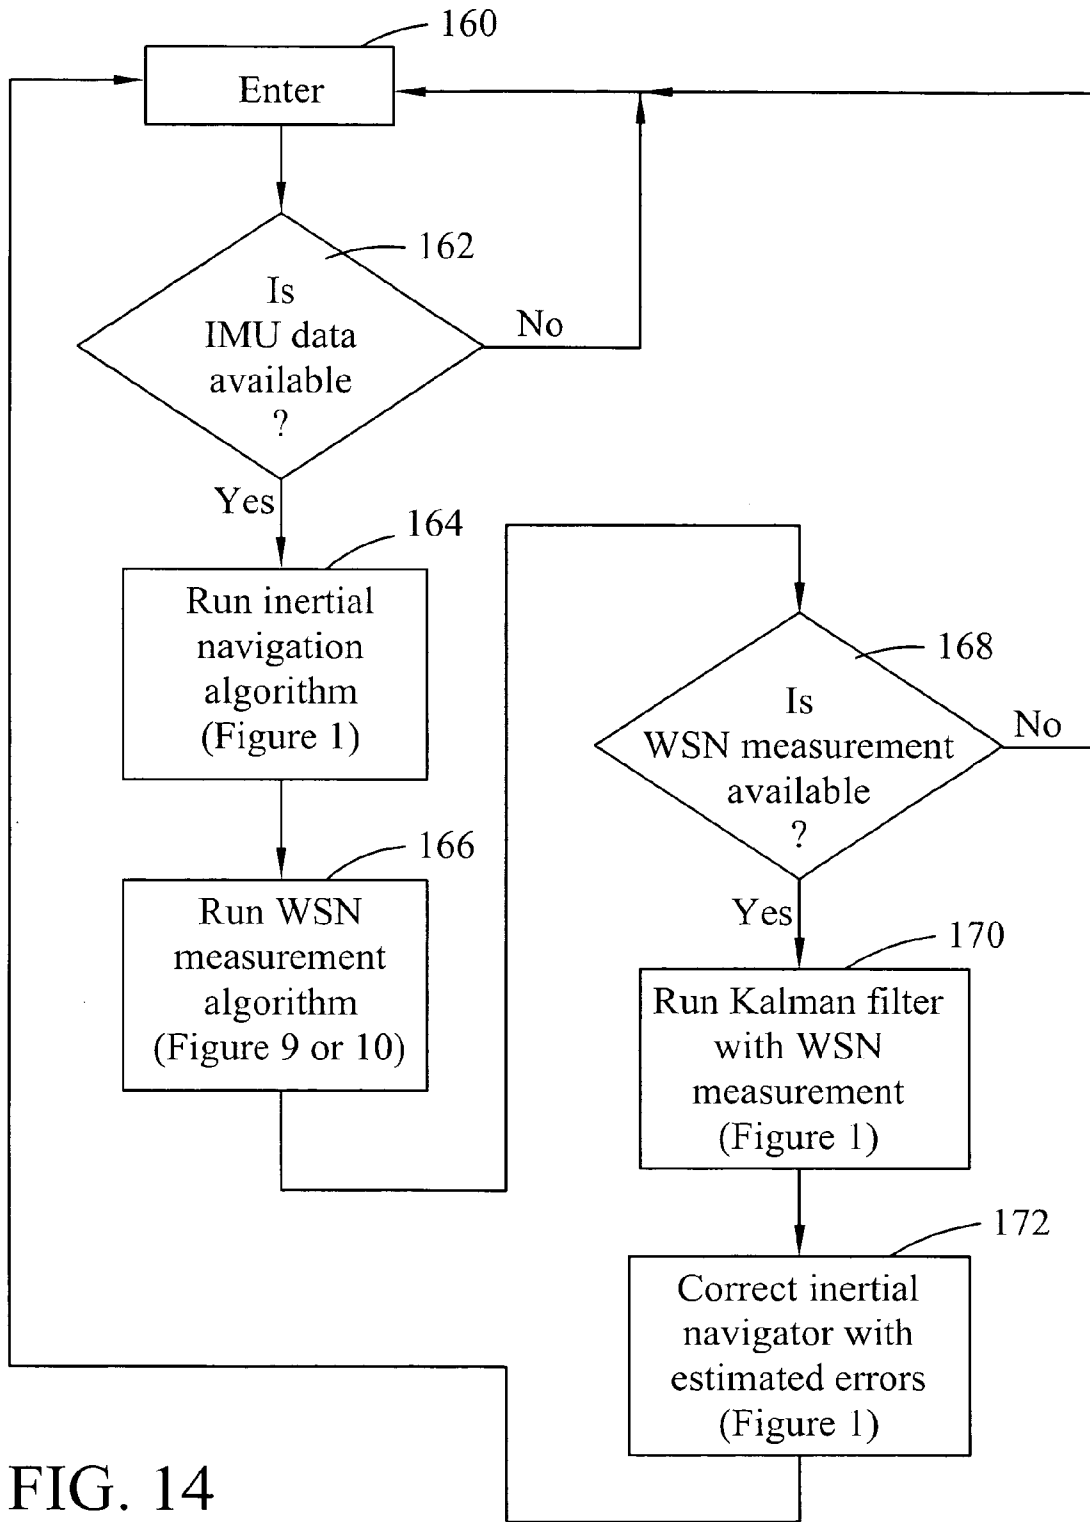 160
Enter
162
Is
IMU data
available
?
No
Yes
164
Run inertial
navigation
algorithm
(Figure 1)
166
Run WSN
measurement
algorithm
(Figure 9 or 10)
168
Is
WSN measurement
available
?
No
Yes
170
Run Kalman filter
with WSN
measurement
(Figure 1)
172
Correct inertial
navigator with
estimated errors
(Figure 1)
FIG. 14